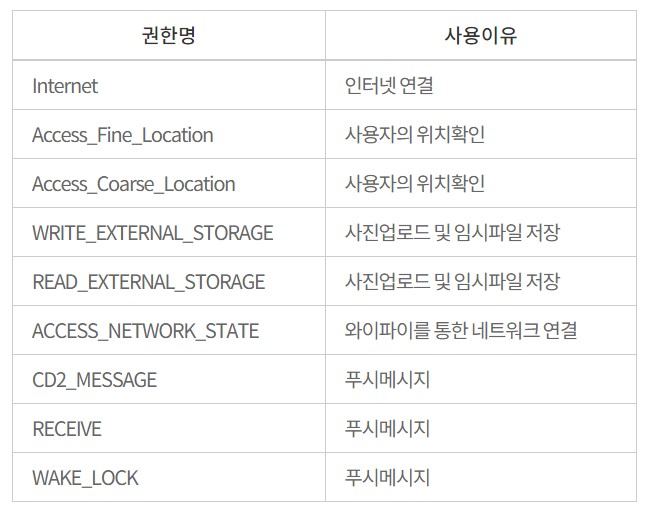 권한명 사용이유
Internet 인터넷 연결
Access_Fine_Location 사용자의 위치확인
Access_Coarse_Location 사용자의 위치확인
WRITE_EXTERNAL_STORAGE 사진업로드 및 임시파일 저장
READ_EXTERNAL_STORAGE 사진업로드 및 임시파일 저장
ACCESS_NETWORK_STATE 와이파이를 통한 네트워크 연결
CD2_MESSAGE 푸시메시지
RECEIVE 푸시메시지
WAKE_LOCK 푸시메시지